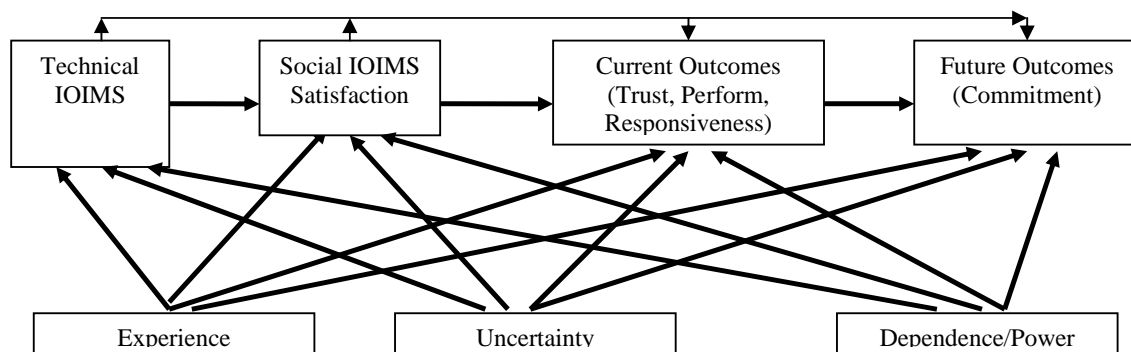 Technical
IOIMS
Social IOIMS
Satisfaction
Current Outcomes
(Trust, Perform,
Responsiveness)
Future Outcomes
(Commitment)
Experience
Uncertainty
Dependence/Power